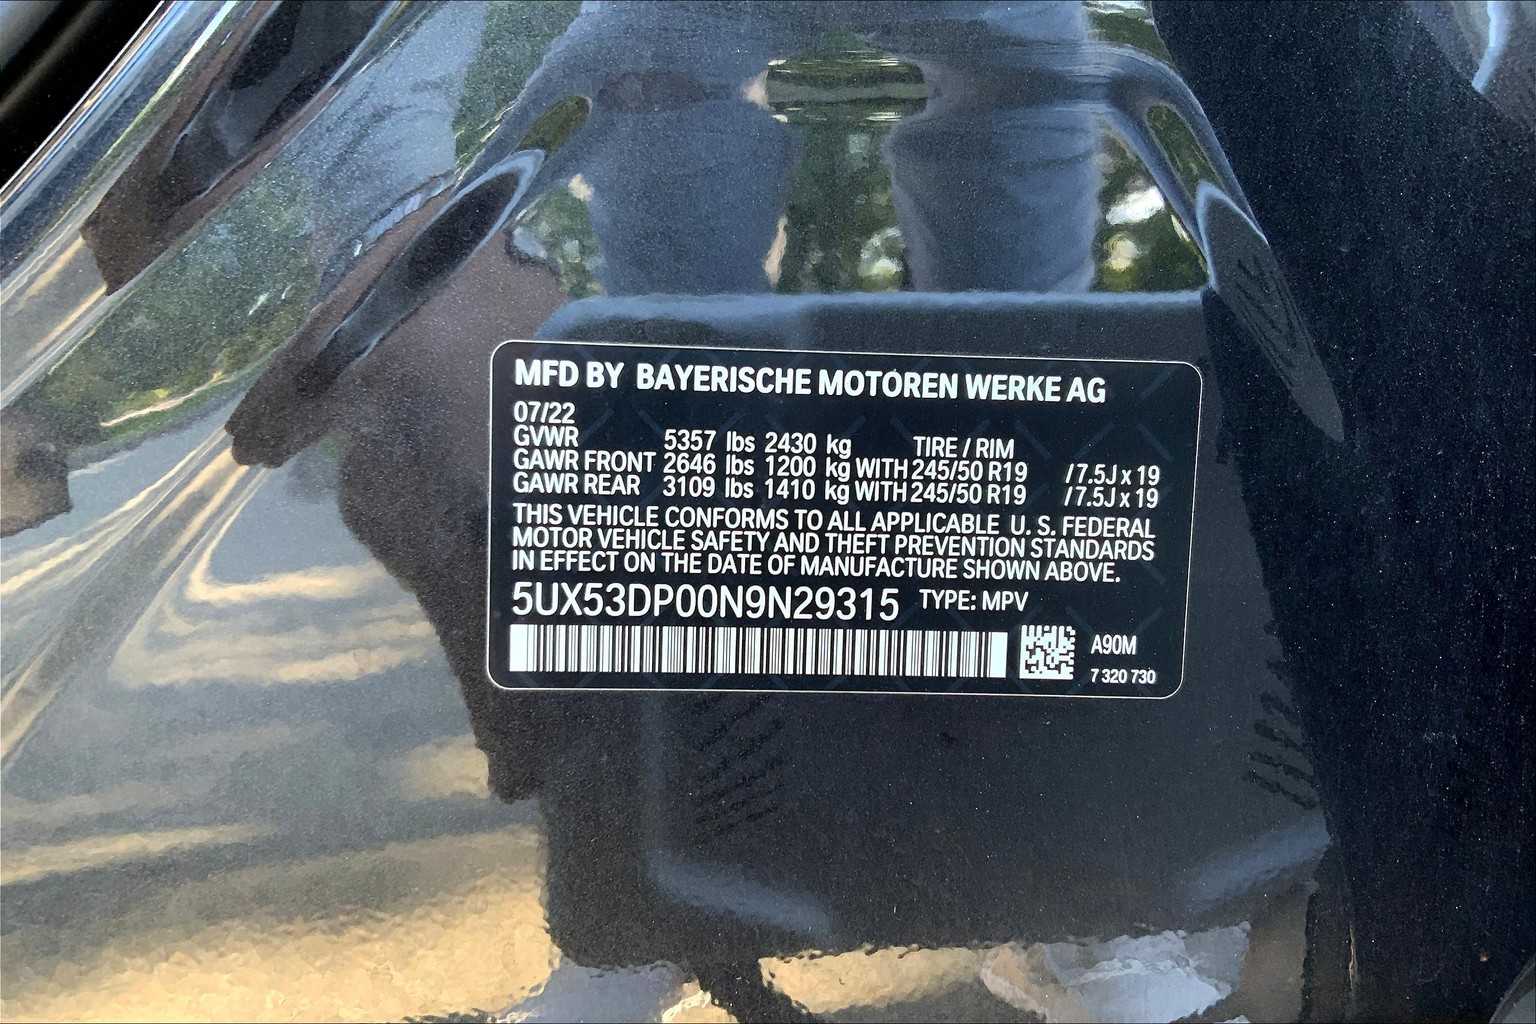 MFD BY BAYERISCHE MOTOREN WERKE AG
07/22
GVWR 5357 lbs 2430 kg TIRE / RIM
GAWR FRONT 2646 lbs 1200 kg WITH 245/50 R19 /7.5J x 19
GAWR REAR 3109 lbs 1410 kg WITH 245/50 R19 /7.5J x 19
THIS VEHICLE CONFORMS TO ALL APPLICABLE U. S. FEDERAL
MOTOR VEHICLE SAFETY AND THEFT PREVENTION STANDARDS
IN EFFECT ON THE DATE OF MANUFACTURE SHOWN ABOVE.
5UX53DP00N9N29315 TYPE: MPV
A90M
7 320 730